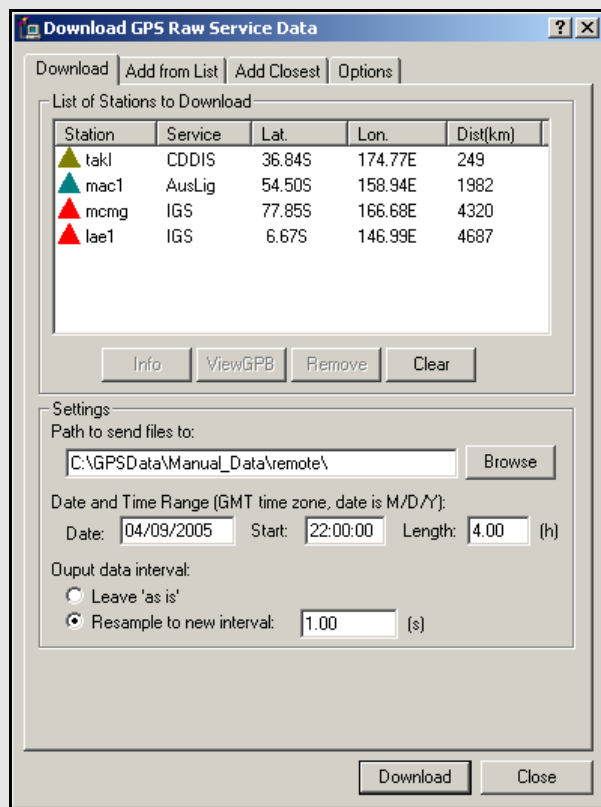 Download GPS Raw Service Data
Download Add from List Add Closest Options
List of Stations to Download
Station Service Lat. Lon. Dist(km)
takl CDDIS 36.84S 174.77E 249
mac1 AusLig 54.50S 158.94E 1982
mcmg IGS 77.85S 166.68E 4320
lae1 IGS 6.67S 146.99E 4687
Info ViewGPB Remove Clear
Settings
Path to send files to:
C:\GPSData\Manual_Data\remote\ Browse
Date and Time Range (GMT time zone, date is M/D/Y):
Date: 04/09/2005 Start: 22:00:00 Length: 4.00 (h)
Ouput data interval:
Leave 'as is'
Resample to new interval: 1.00 (s)
Download Close